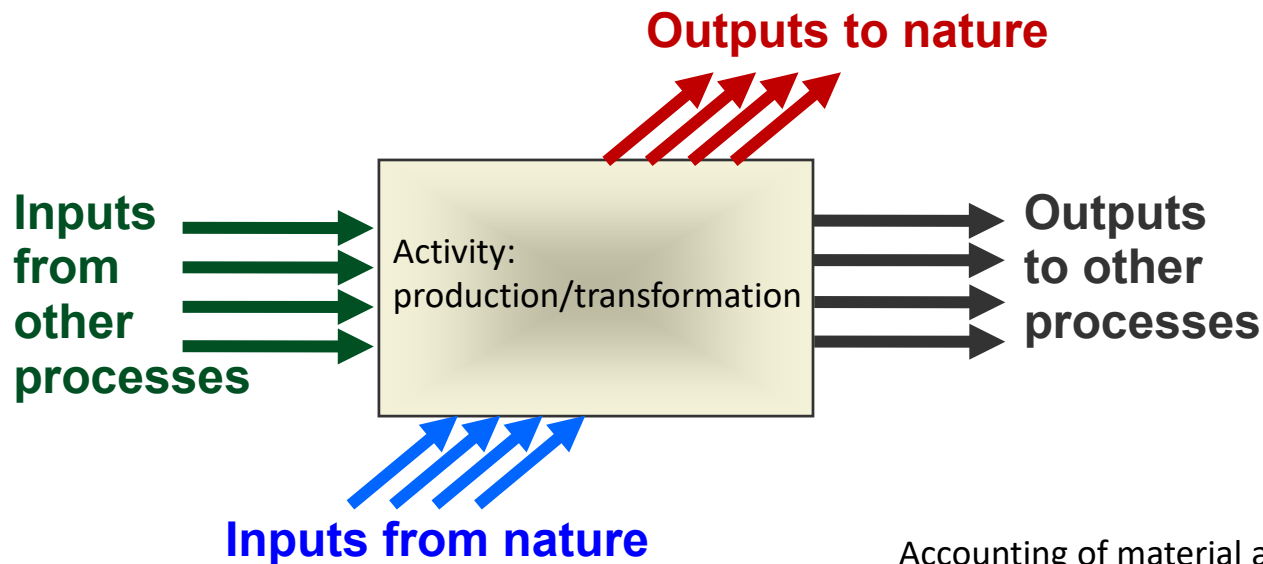 Outputs to nature
Inputs
from
other
processes
Activity:
production/transformation
Outputs
to other
processes
Inputs from nature
Accounting of material a